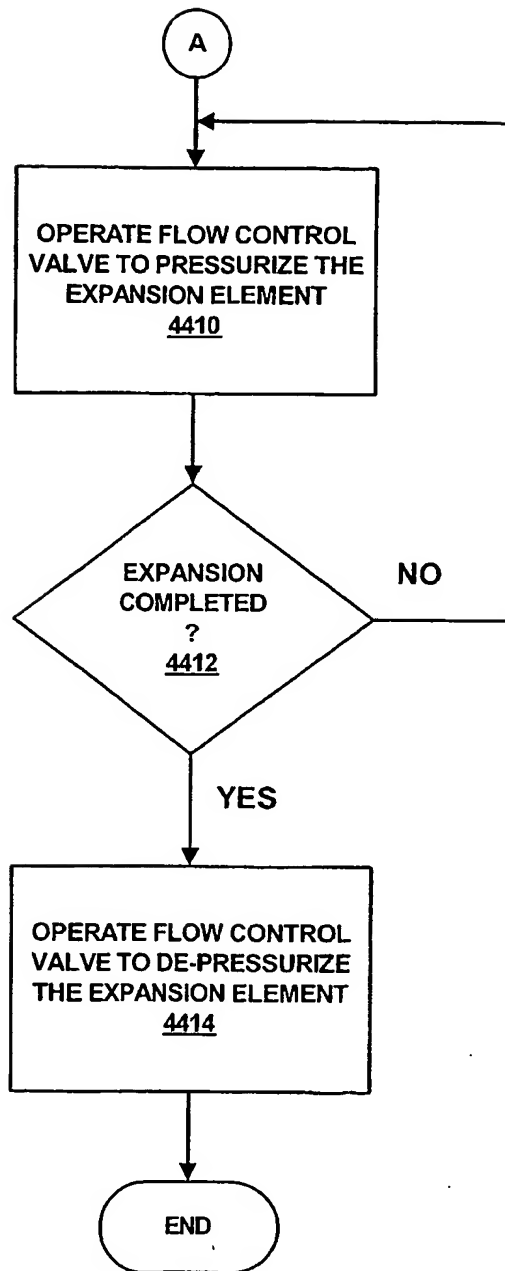 A
OPERATE FLOW CONTROL
VALVE TO PRESSURIZE THE
EXPANSION ELEMENT
4410
EXPANSION
COMPLETED
?
4412
NO
YES
OPERATE FLOW CONTROL
VALVE TO DE-PRESSURIZE
THE EXPANSION ELEMENT
4414
END